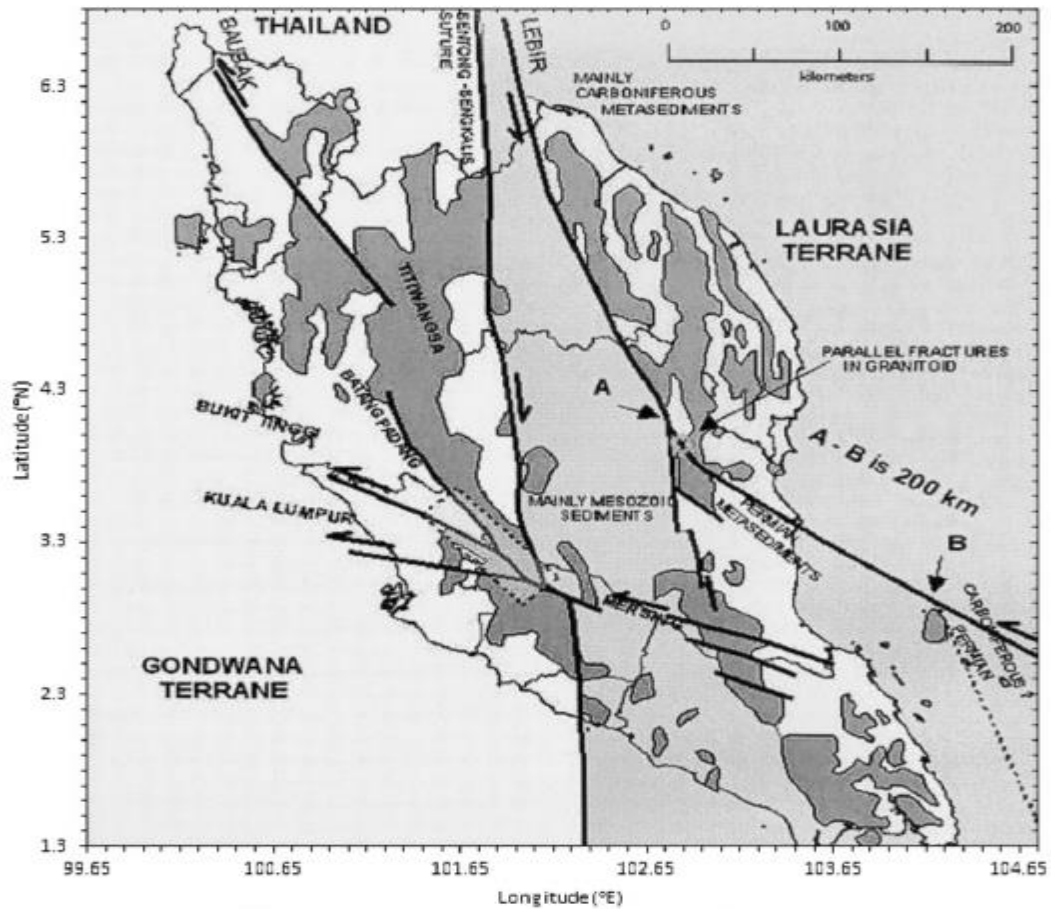 THAILAND
BAUBAK
BENTONG -BENGKALIS
SUTURE
LEBIR
0
100
200
kilometers
MAINLY
CARBONIFEROUS
METASEDIMENTS
LAURASIA
TERRANE
TITIWANGSA
PARALLEL FRACTURES
IN GRANITOID
A
A - B is 200 km
BATANG PADANG
BUKIT TINGGI
KUALA LUMPUR
MAINLY MESOZOIC
SEDIMENTS
PERMIAN
METASEDIMENTS
B
MERSING
CARBONIFEROUS
PERMIAN
GONDWANA
TERRANE
6.3
5.3
4.3
3.3
2.3
1.3
Latitude(°N)
99.65
100.65
101.65
102.65
103.65
104.65
Longitude(°E)